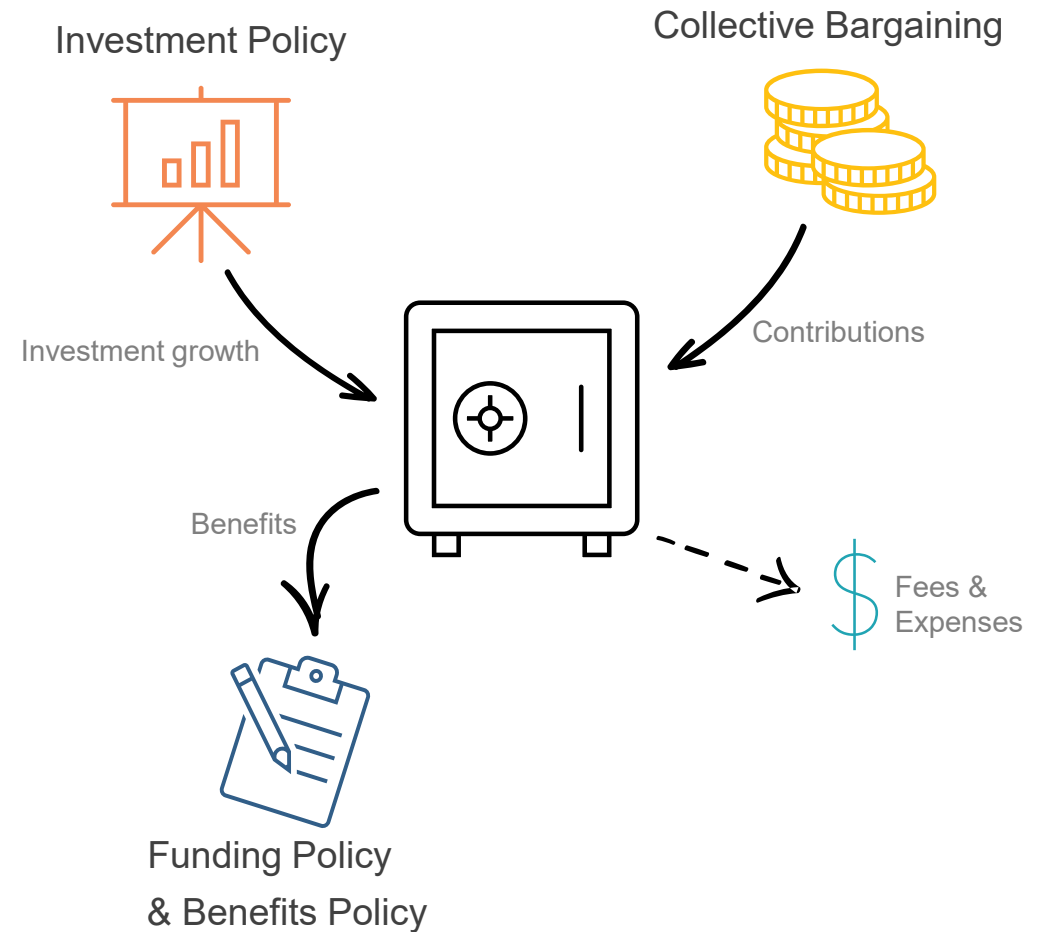 Investment Policy
Collective Bargaining
Investment growth
Contributions
Benefits
Fees &
Expenses
Funding Policy
& Benefits Policy